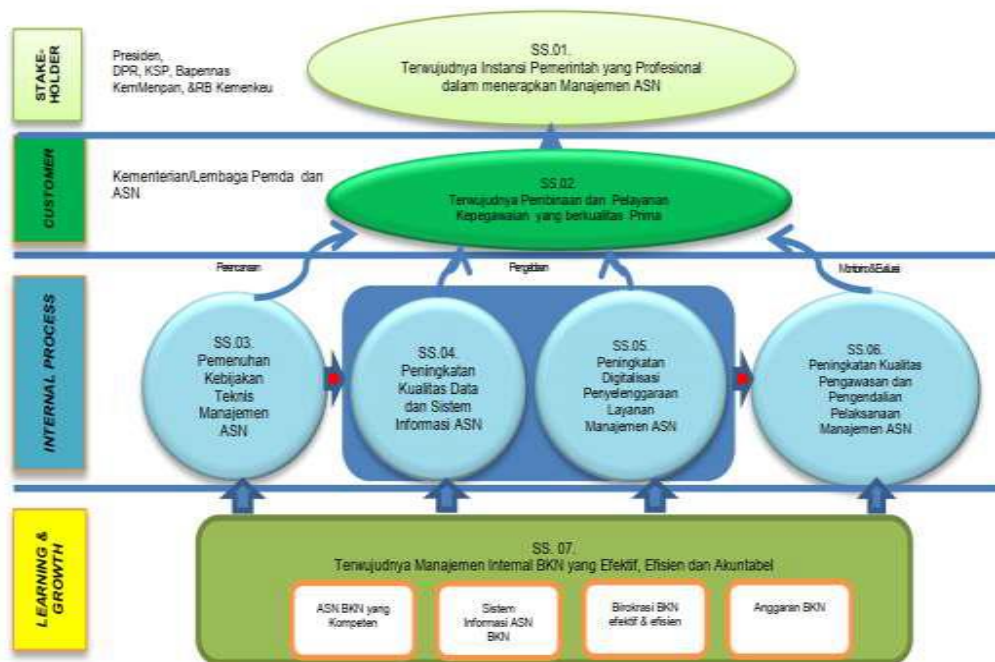 STAKE-
HOLDER
Presiden,
DPR, KSP, Bapennas
KemMenpan, &RB Kemenkeu
SS.01.
Terwujudnya Instansi Pemerintah yang Profesional
dalam menerapkan Manajemen ASN
CUSTOMER
Kementerian/Lembaga Pemda dan
ASN
SS.02.
Terwujudnya Pembinaan dan Pelayanan
Kepegawaian yang berkualitas Prima
INTERNAL PROCESS
SS.03.
Pemenuhan
Kebijakan
Teknis
Manajemen
ASN
SS.04.
Peningkatan
Kualitas Data
dan Sistem
Informasi ASN
SS.05.
Peningkatan
Digitalisasi
Penyelenggaraan
Layanan
Manajemen ASN
SS.06.
Peningkatan Kualitas
Pengawasan dan
Pengendalian
Pelaksanaan
Manajemen ASN
LEARNING &
GROWTH
SS. 07.
Terwujudnya Manajemen Internal BKN yang Efektif, Efisien dan Akuntabel
ASN BKN yang
Kompeten
Sistem
Informasi ASN
BKN
Birokrasi BKN
efektif & efisien
Anggaran BKN